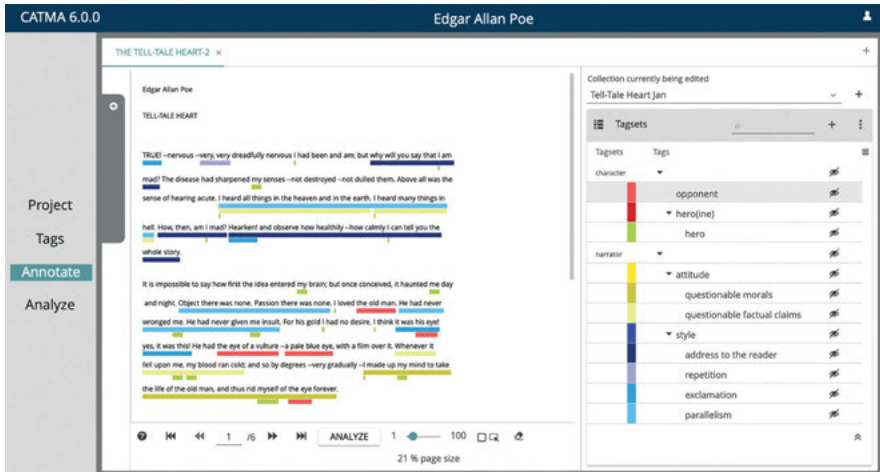 CATMA 6.0.0
Edgar Allan Poe
THE TELL-TALE HEART-2 ×
+
Project
Tags
Annotate
Analyze
Edgar Allan Poe
TELL-TALE HEART
TRUE! --nervous --very, very dreadfully nervous I had been and am; but why will you say that I am
mad? The disease had sharpened my senses --not destroyed --not dulled them. Above all was the
sense of hearing acute. I heard all things in the heaven and in the earth. I heard many things in
hell. How, then, am I mad? Hearken! and observe how healthily --how calmly I can tell you the
whole story.
It is impossible to say how first the idea entered my brain; but once conceived, it haunted me day
and night. Object there was none. Passion there was none. I loved the old man. He had never
wronged me. He had never given me insult. For his gold I had no desire. I think it was his eye!
yes, it was this! He had the eye of a vulture --a pale blue eye, with a film over it. Whenever it
fell upon me, my blood ran cold; and so by degrees --very gradually --I made up my mind to take
the life of the old man, and thus rid myself of the eye forever.
1 /6
ANALYZE
1
100
21 % page size
Collection currently being edited
Tell-Tale Heart Jan
+
Tagsets
+
Tagsets Tags
character
opponent
hero(ine)
hero
narrator
attitude
questionable morals
questionable factual claims
style
address to the reader
repetition
exclamation
parallelism